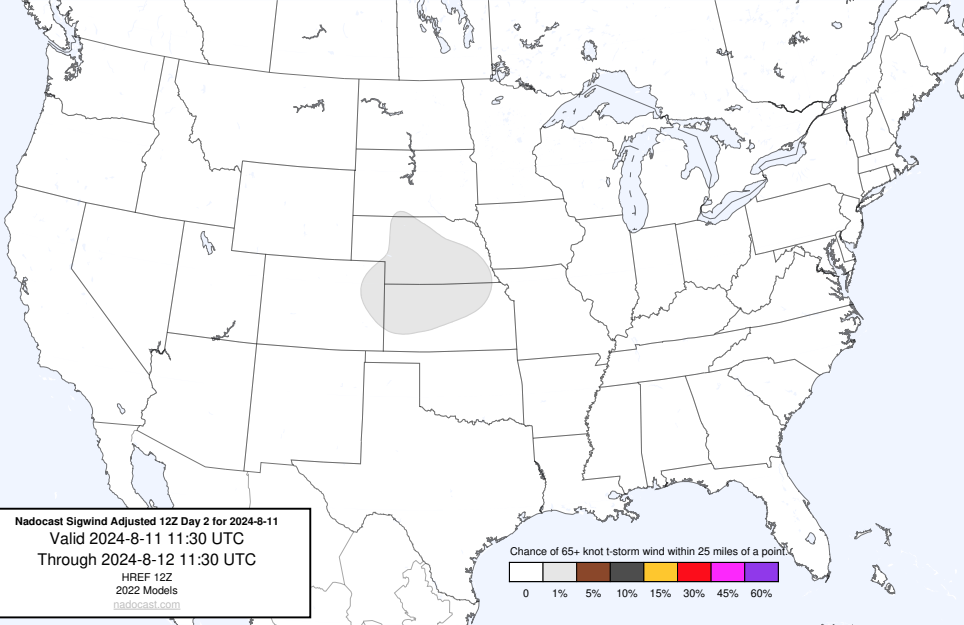 Nadocast Sigwind Adjusted 12Z Day 2 for 2024-8-11
Valid 2024-8-11 11:30 UTC
Through 2024-8-12 11:30 UTC
HREF 12Z
2022 Models
nadocast.com
Chance of 65+ knot t-storm wind within 25 miles of a point.
0 1% 5% 10% 15% 30% 45% 60%